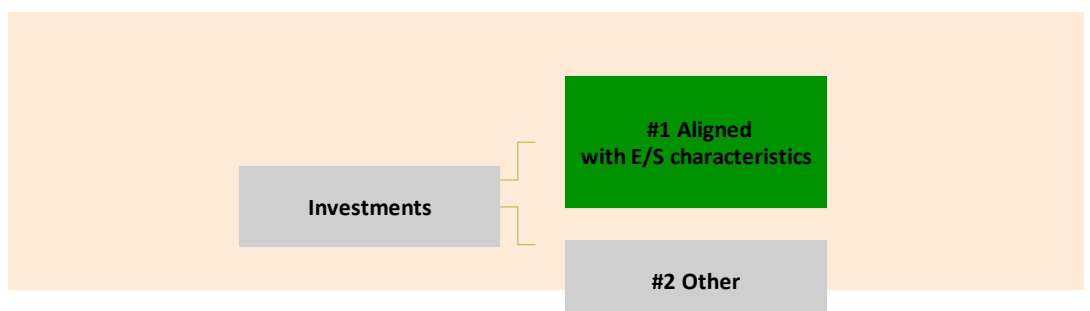 #1 Aligned
with E/S characteristics
Investments
#2 Other